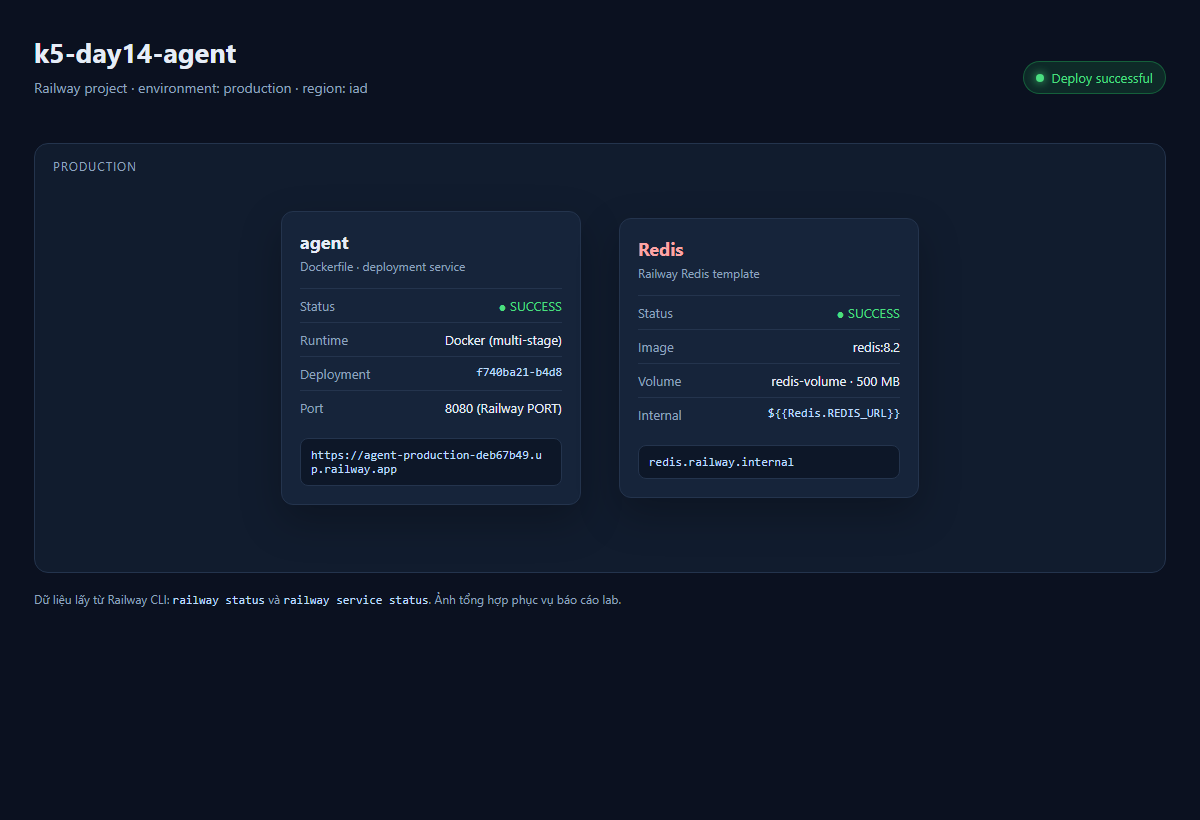 k5-day14-agent
Railway project · environment: production · region: iad
● Deploy successful
PRODUCTION
agent
Dockerfile · deployment service
Status ● SUCCESS
Runtime Docker (multi-stage)
Deployment f740ba21-b4d8
Port 8080 (Railway PORT)
https://agent-production-deb67b49.u
p.railway.app
Redis
Railway Redis template
Status ● SUCCESS
Image redis:8.2
Volume redis-volume · 500 MB
Internal ${{Redis.REDIS_URL}}
redis.railway.internal
Dữ liệu lấy từ Railway CLI: railway status và railway service status. Ảnh tổng hợp phục vụ báo cáo lab.